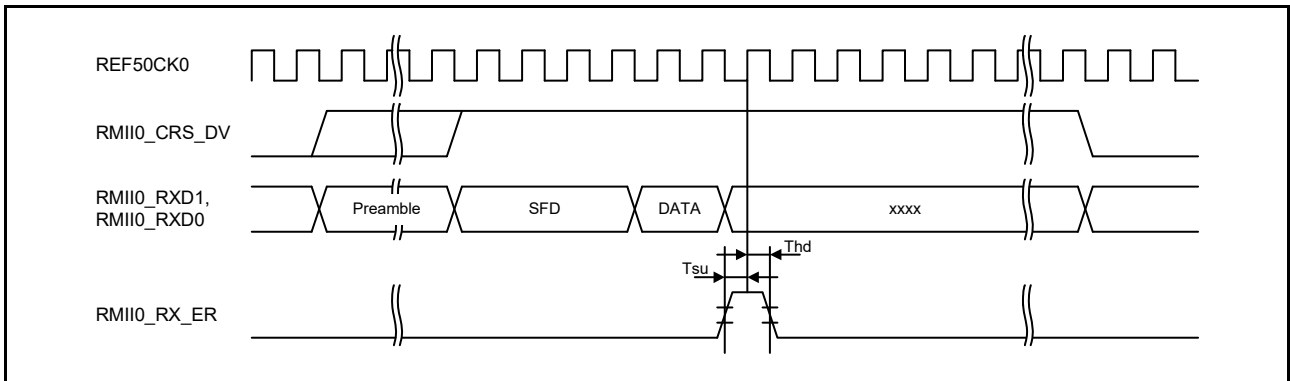 REF50CK0
RMII0_CRS_DV
RMII0_RXD1,
RMII0_RXD0
Preamble
SFD
DATA
xxxx
Thd
Tsu
RMII0_RX_ER